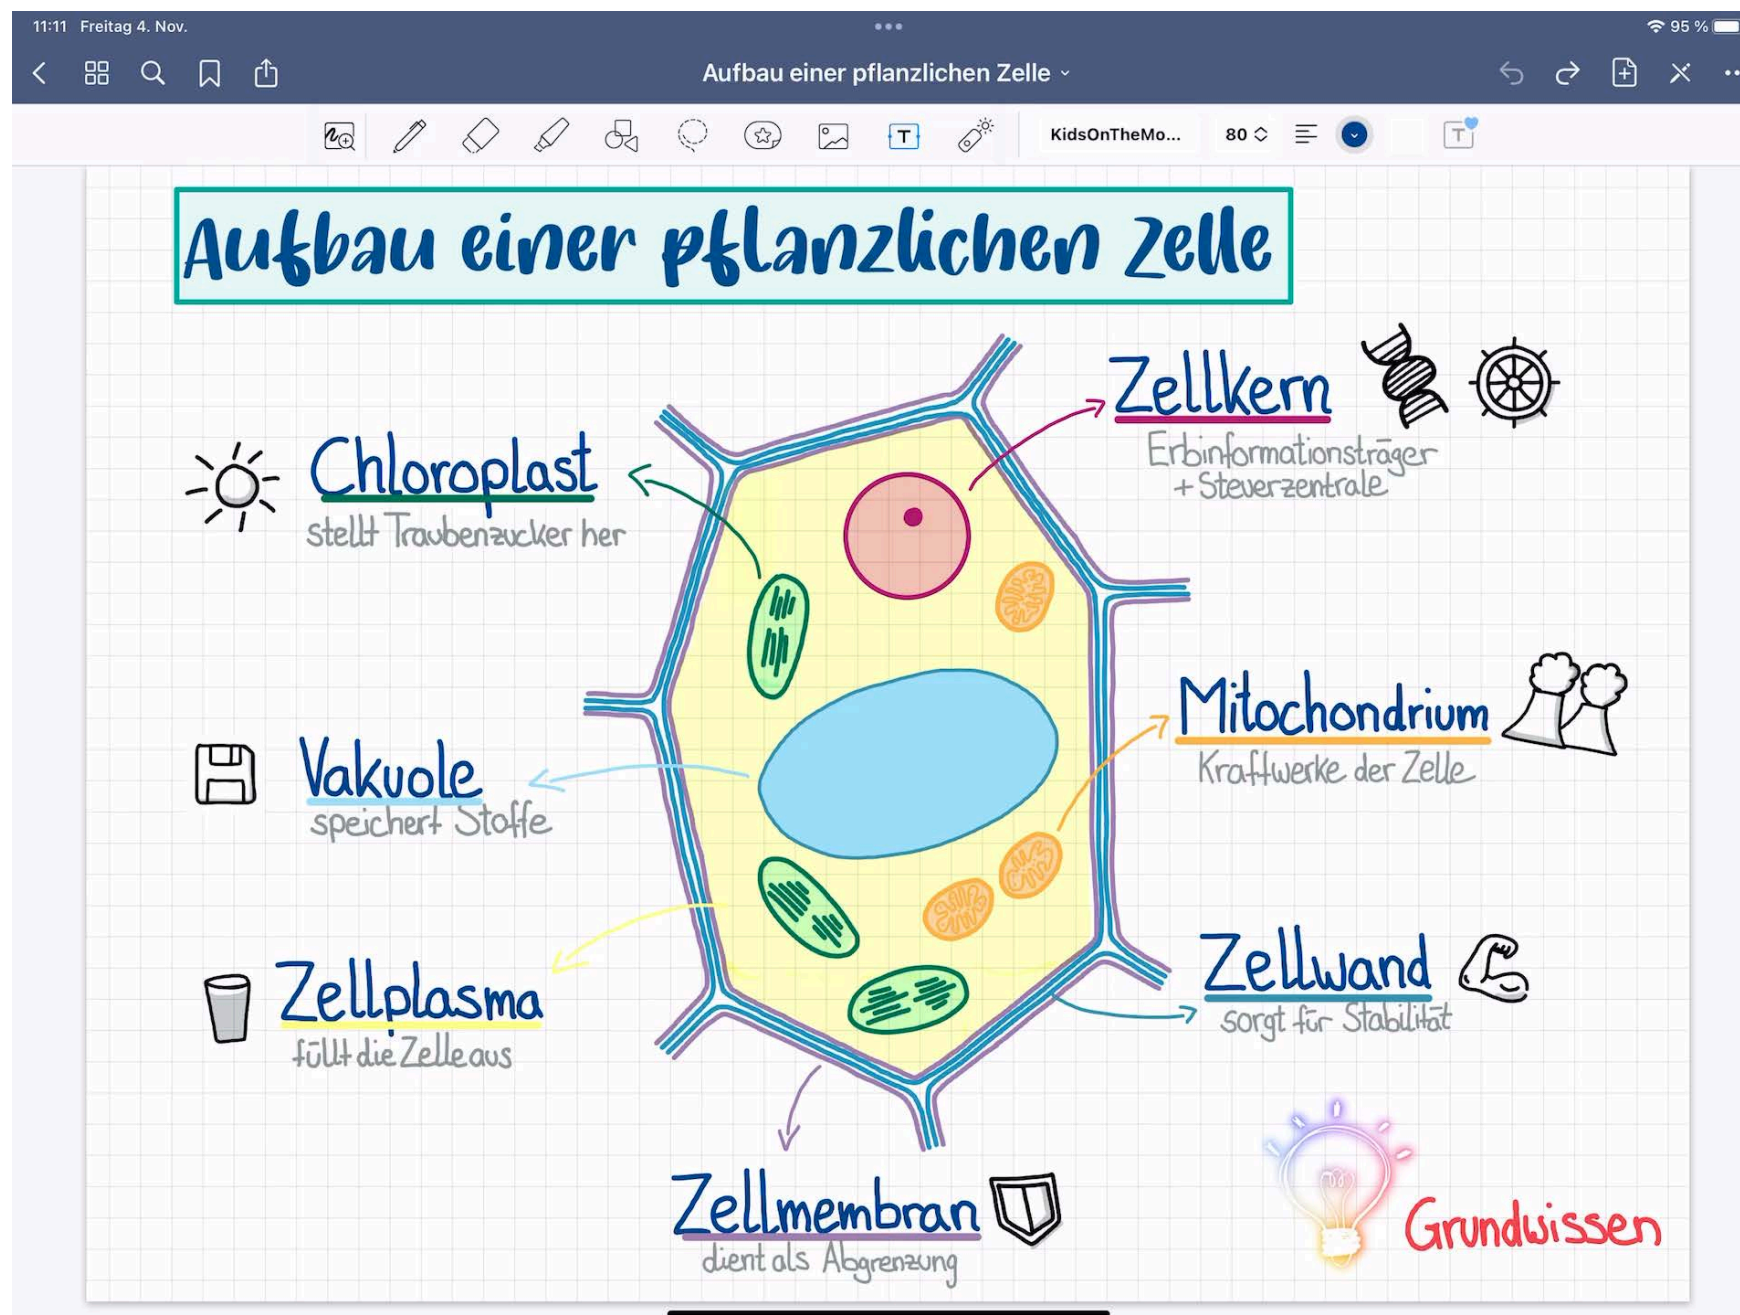 11:11 Freitag 4. Nov.
95 %
Aufbau einer pflanzlichen Zelle
KidsOnTheMo...
80
T
T
Aufbau einer pflanzlichen Zelle
Zellkern
Erbinformationsträger
+ Steuerzentrale
Chloroplast
stellt Traubenzucker her
Mitochondrium
Kraftwerke der Zelle
Vakuole
speichert Stoffe
Zellwand
sorgt für Stabilität
Zellplasma
füllt die Zelle aus
Zellmembran
dient als Abgrenzung
Grundwissen